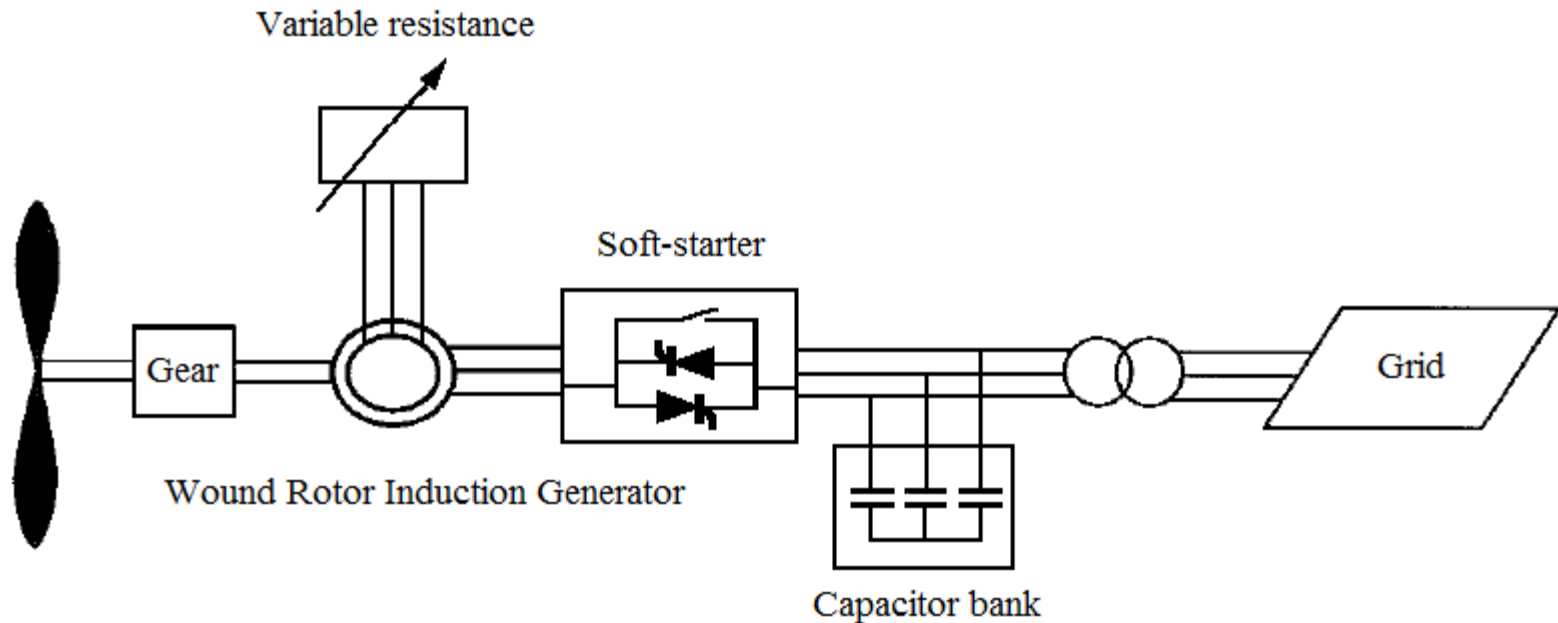 Variable resistance
Soft-starter
Gear
Grid
Wound Rotor Induction Generator
Capacitor bank